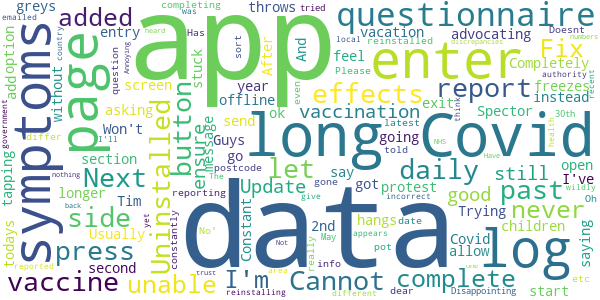 completing was greys added throws tried vacation advocating questionnaire
emailed heard app Has sort And
Annoying local discrepancies numbers
Doesnt
country entry reinstalled Completely Fix
addoption without question year feel After stuck Please latest authority recent
symptoms page asking screen offline even enter report freezes instead
government I'll Won't button message ok effects exit think 30th
differ section Guys send vaccination Spector
tapping Uninstalled ensure go long Covid NHS health
Next longer Tim The postcode let told going open I've
nothing reporting say daily past still Have wildly
todays side Usually Update gone got protest good never Oh
back constantly Constant No' give hangs Trying children
reported press yet data incorrect log saying
second 2nd date Covid allow
vaccine unable trust Not May appears pot info area really I'm Cannot complete etc
reinstalling different dear Disappointing start